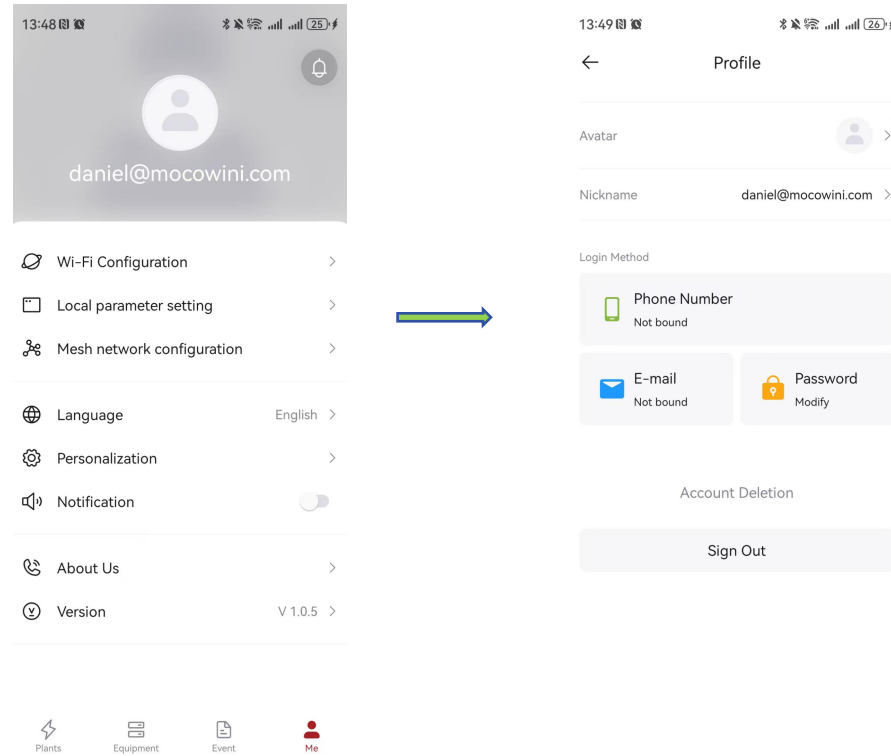 13:48
25
daniel@mocowini.com
Wi-Fi Configuration
Local parameter setting
Mesh network configuration
Language English
Personalization
Notification
About Us
Version V 1.0.5
Plants Equipment Event Me
13:49
26
Profile
Avatar
Nickname daniel@mocowini.com
Login Method
Phone Number
Not bound
E-mail
Not bound
Password
Modify
Account Deletion
Sign Out